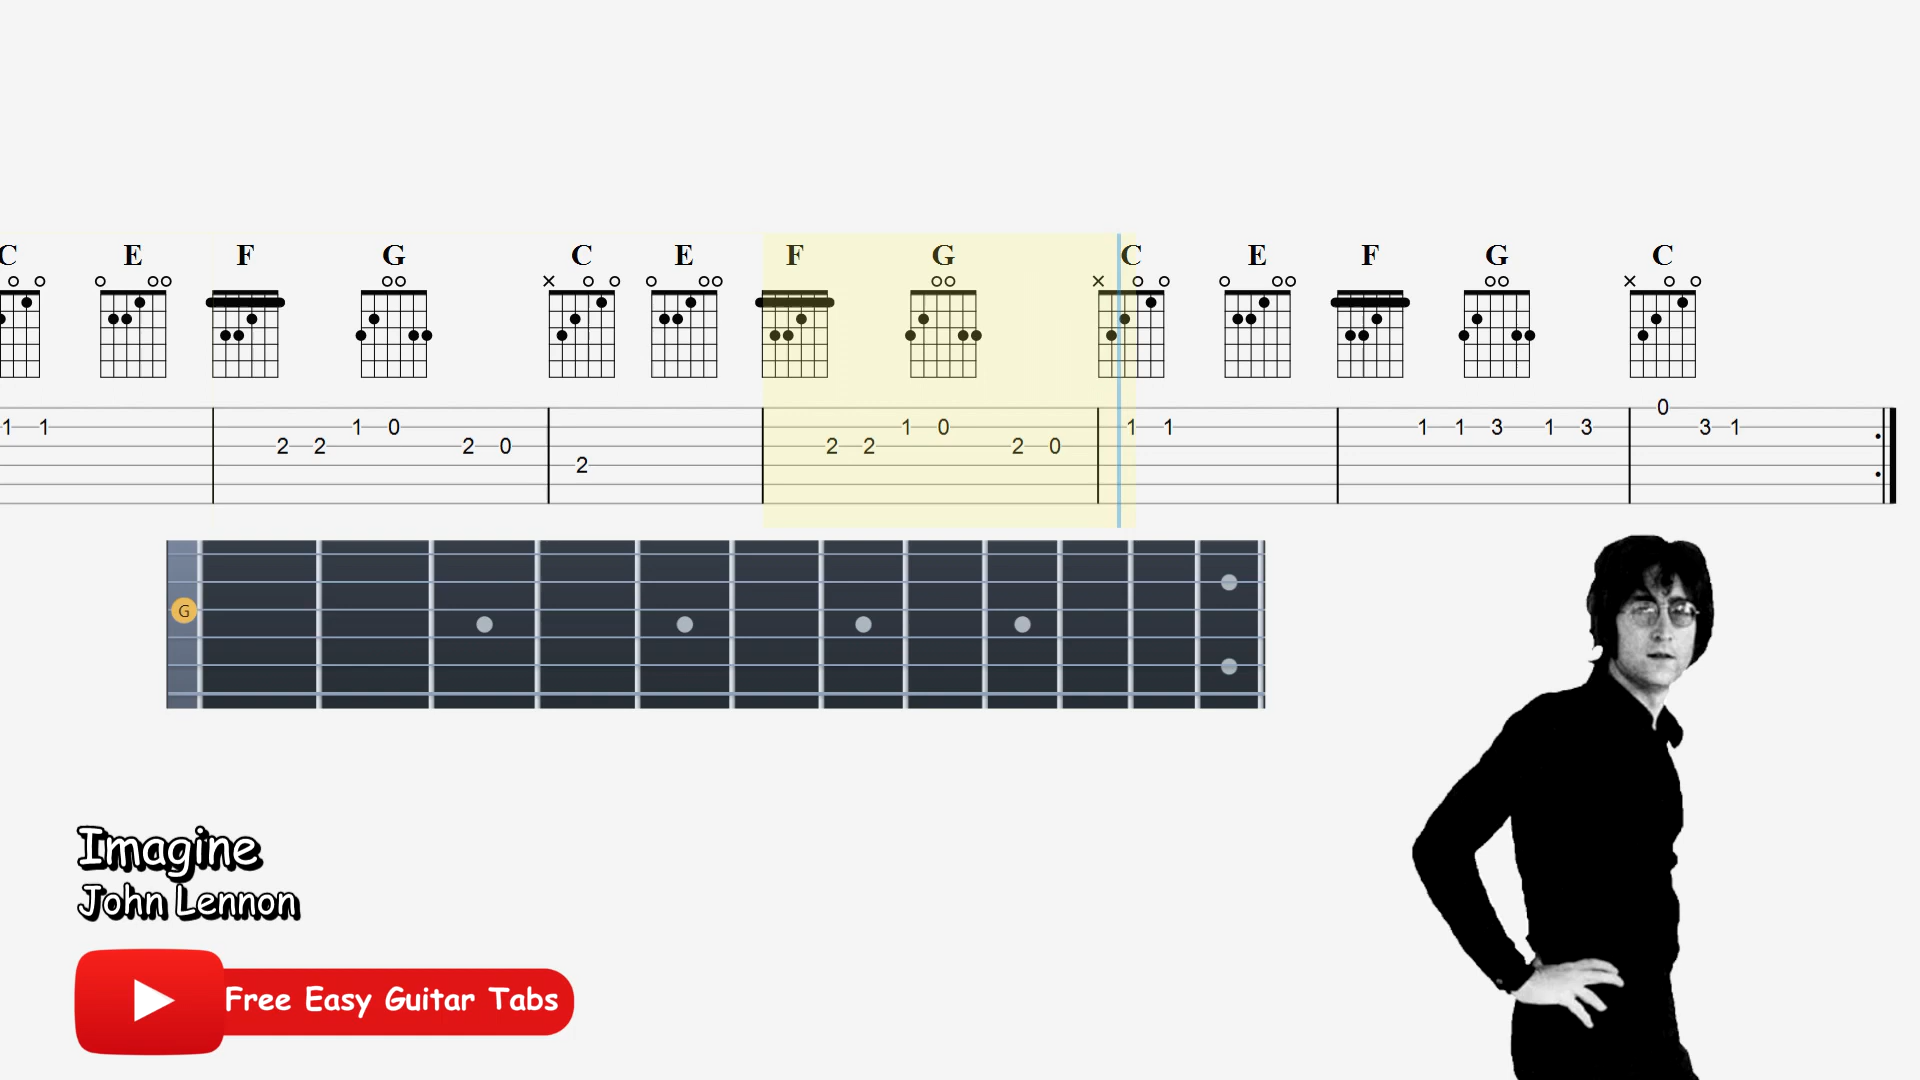 C E F G C E F G C E F G C
× × ×
0
1 1 1 0 1 0 1 1 1 1 3 1 3 3 1
2 2 2 0 2 2 2 0
2
G
Imagine
John Lennon
Free Easy Guitar Tabs